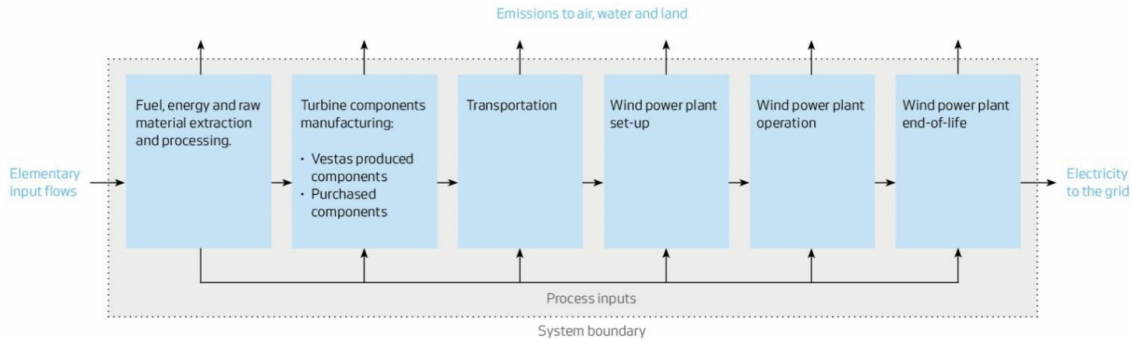 Emissions to air, water and land
Fuel, energy and raw
material extraction
and processing.
Turbine components
manufacturing:
• Vestas produced
components
• Purchased
components
Transportation
Wind power plant
set-up
Wind power plant
operation
Wind power plant
end-of-life
Elementary
input flows
Electricity
to the grid
Process inputs
System boundary